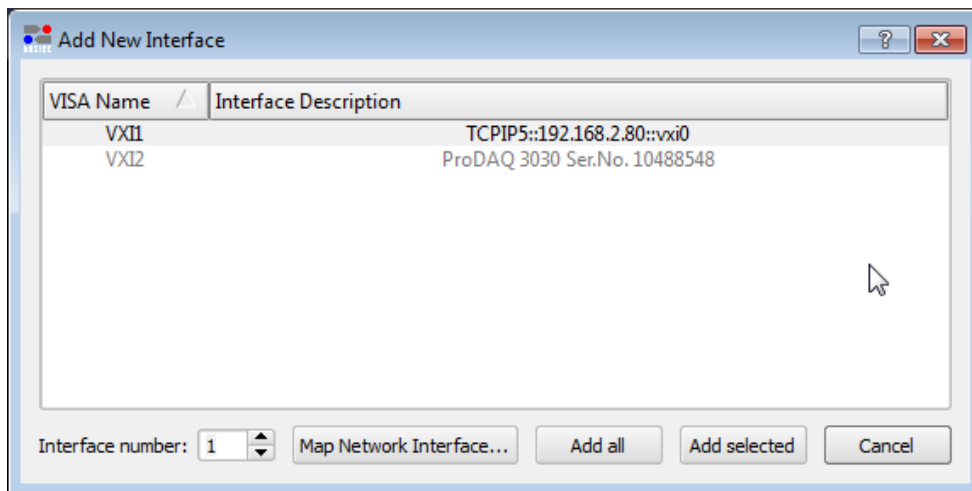 Add New Interface
VISA Name Interface Description
VXI1 TCPIP5::192.168.2.80::vxi0
VXI2 ProDAQ 3030 Ser.No. 10488548
Interface number: 1 Map Network Interface... Add all Add selected Cancel